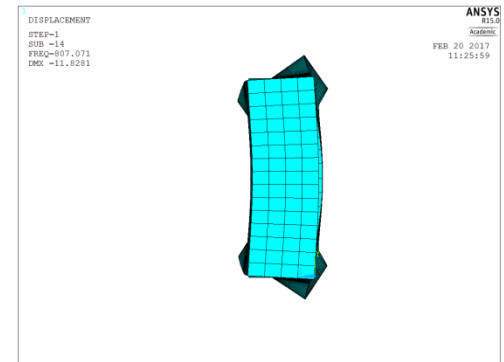 1
DISPLACEMENT
STEP=1
SUB =14
FREQ=807.071
DMX =11.8281
ANSYS
R15.0
Academic
FEB 20 2017
11:25:59